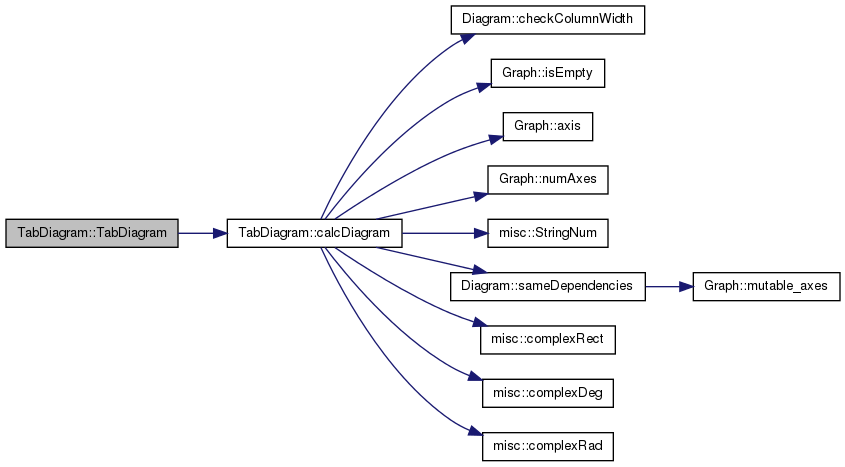 Diagram::checkColumnWidth
Graph::isEmpty
Graph::axis
Graph::numAxes
TabDiagram::TabDiagram
TabDiagram::calcDiagram
misc::StringNum
Diagram::sameDependencies
Graph::mutable_axes
misc::complexRect
misc::complexDeg
misc::complexRad